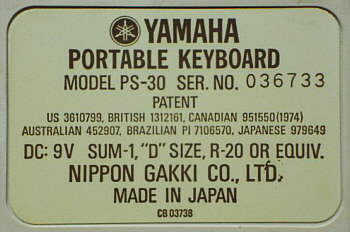 YAMAHA
PORTABLE KEYBOARD
MODEL PS-30 SER. NO. 036733
PATENT
US 3610799, BRITISH 1312161, CANADIAN 951550(1974)
AUSTRALIAN 452907, BRAZILIAN PI 7106570, JAPANESE 979649
DC: 9V SUM-1, "D" SIZE, R-20 OR EQUIV.
NIPPON GAKKI CO., LTD.
MADE IN JAPAN
CB 03738